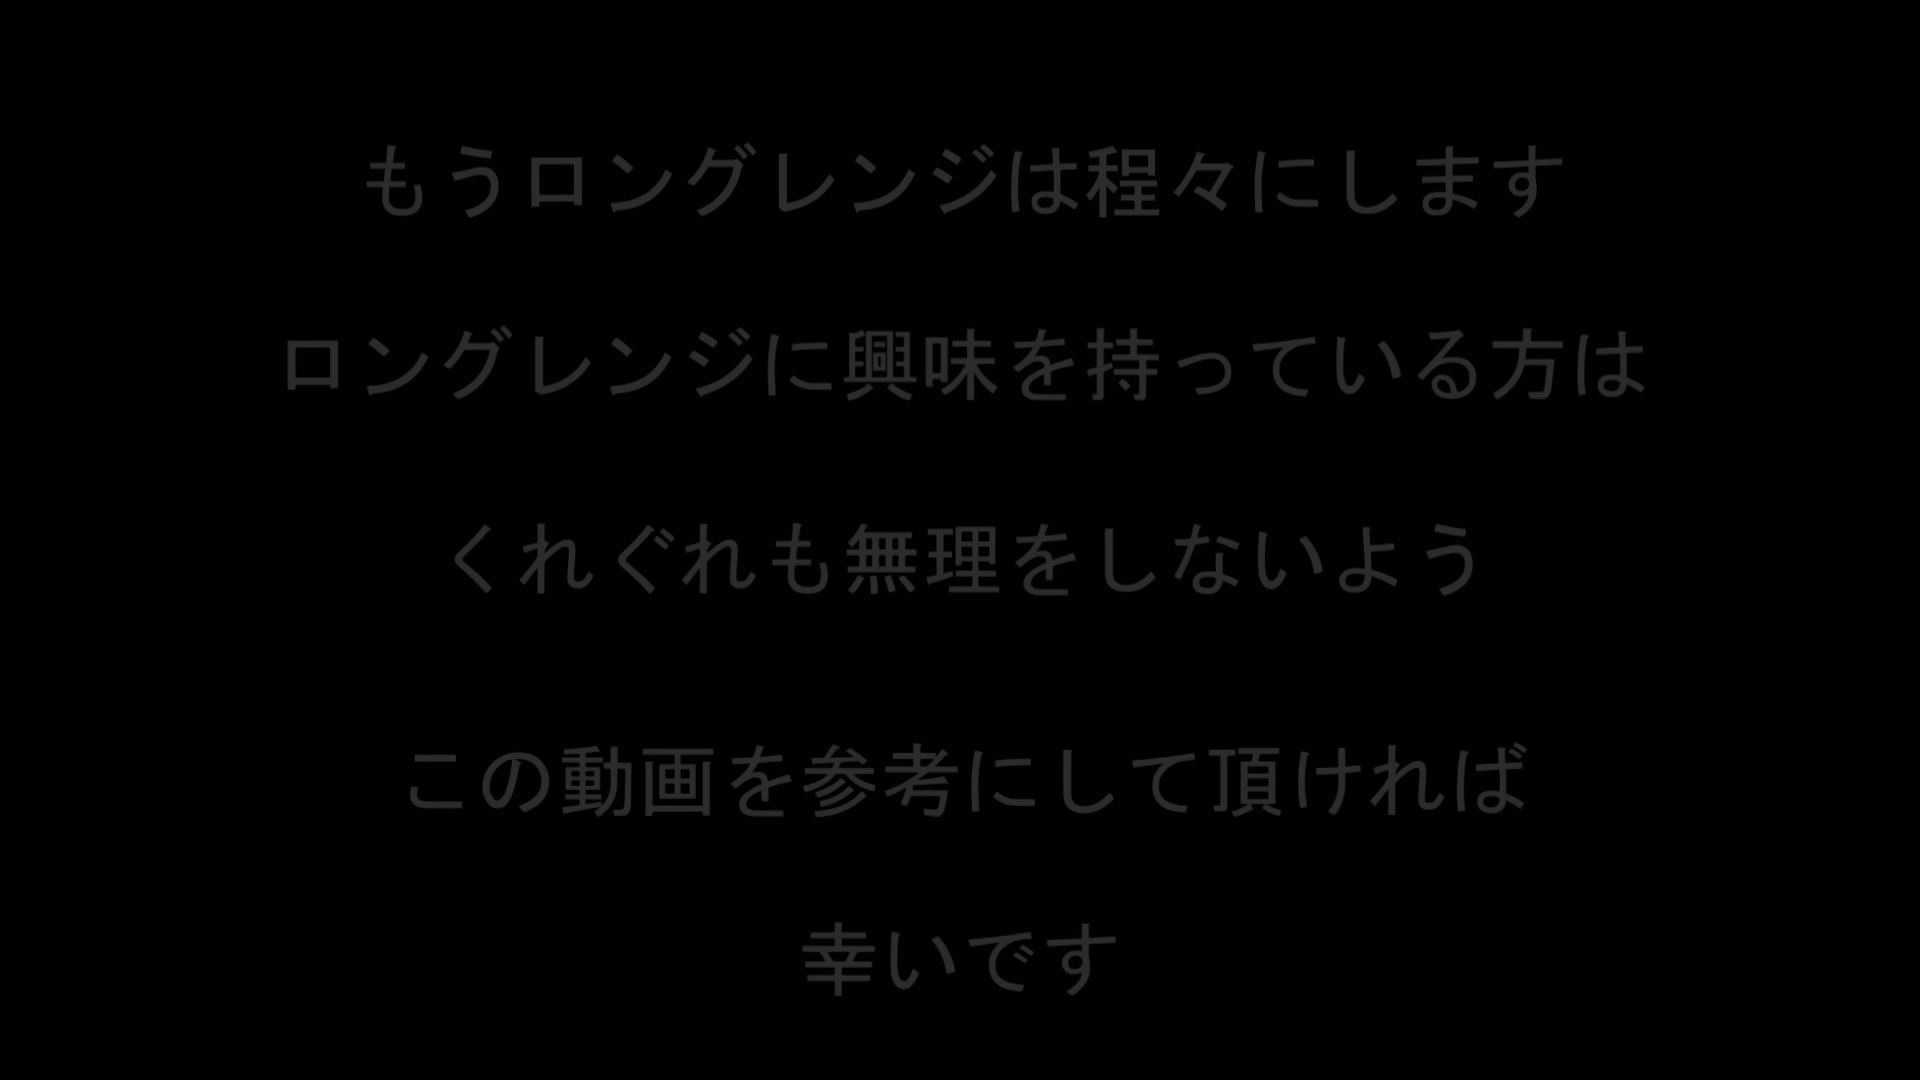 もうロングレンジは程々にします
ロングレンジに興味を持っている方は
くれぐれも無理をしないよう
この動画を参考にして頂ければ
幸いです